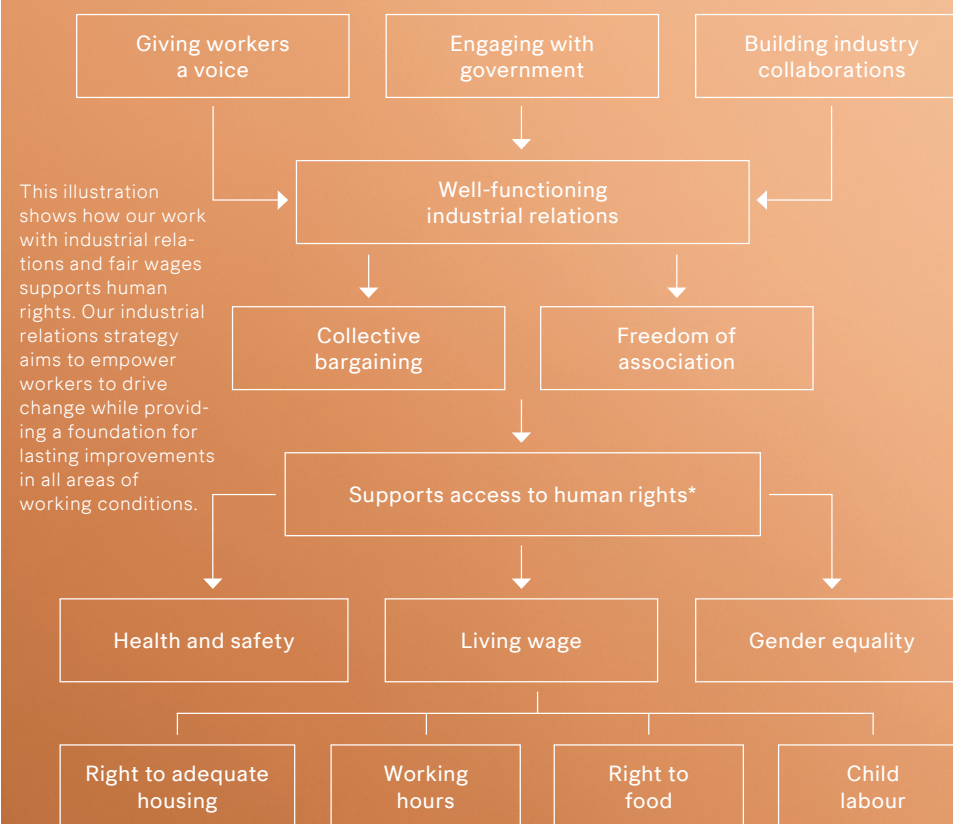 Giving workers
a voice
Engaging with
government
Building industry
collaborations
This illustration
shows how our work
with industrial rela-
tions and fair wages
supports human
rights. Our industrial
relations strategy
aims to empower
workers to drive
change while provid-
ing a foundation for
lasting improvements
in all areas of
working conditions.
Well-functioning
industrial relations
Collective
bargaining
Freedom of
association
Supports access to human rights*
Health and safety
Living wage
Gender equality
Right to adequate
housing
Working
hours
Right to
food
Child
labour